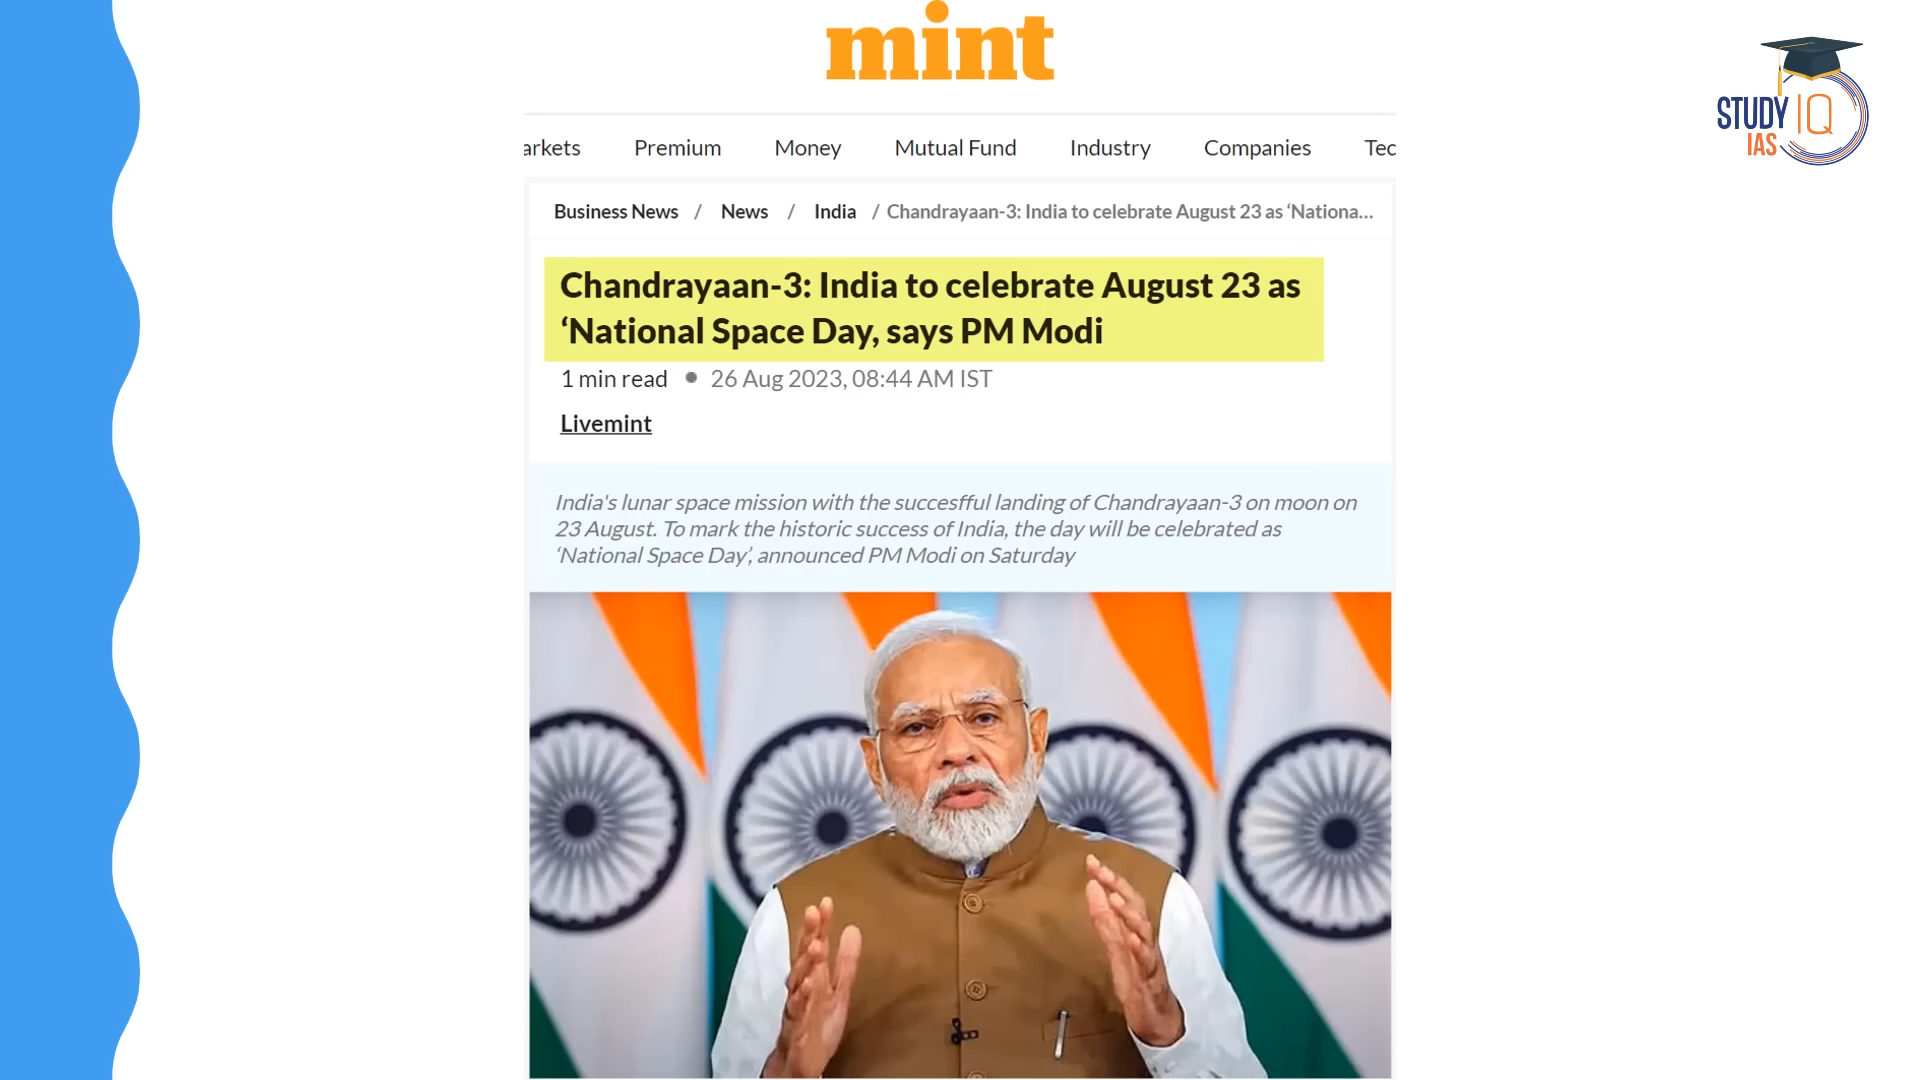 mint
STUDY IQ
IAS
arkets Premium Money Mutual Fund Industry Companies Tec
Business News / News / India / Chandrayaan-3: India to celebrate August 23 as ‘Nationa...
Chandrayaan-3: India to celebrate August 23 as
‘National Space Day, says PM Modi
1 min read • 26 Aug 2023, 08:44 AM IST
Livemint
India's lunar space mission with the succesfful landing of Chandrayaan-3 on moon on
23 August. To mark the historic success of India, the day will be celebrated as
‘National Space Day’, announced PM Modi on Saturday